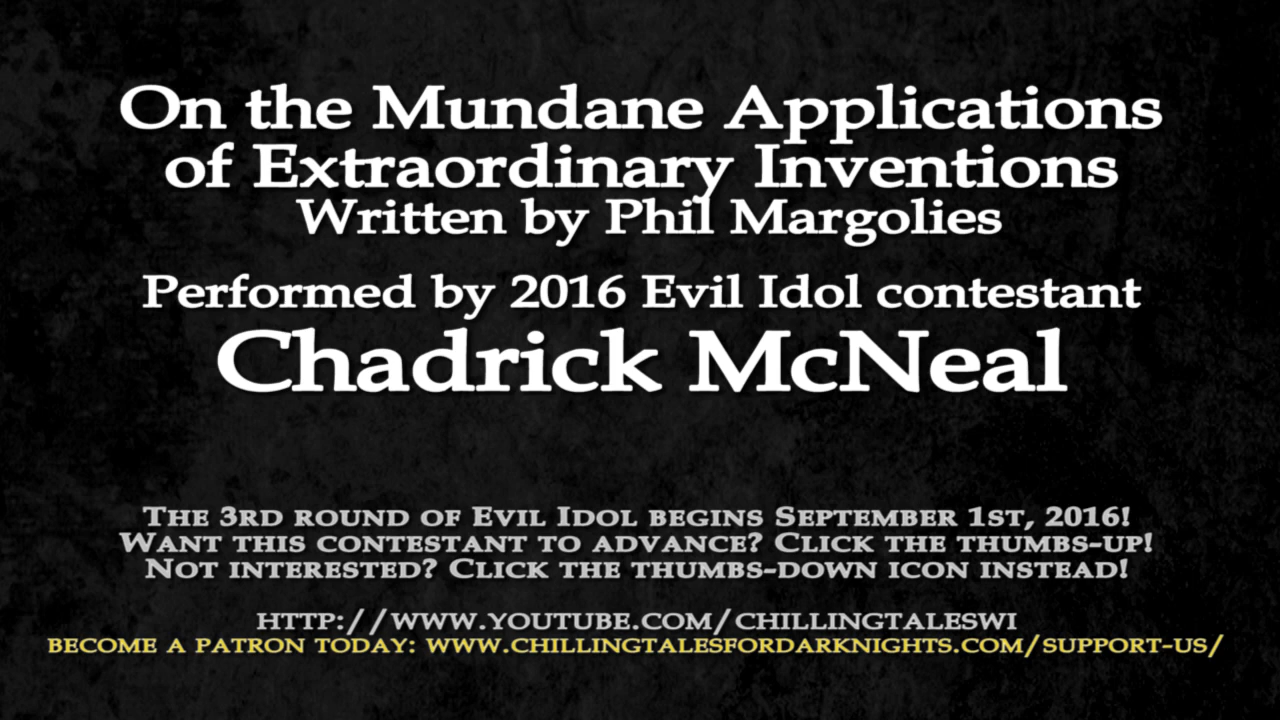 On the Mundane Applications
of Extraordinary Inventions
Written by Phil Margolies
Performed by 2016 Evil Idol contestant
Chadrick McNeal
The 3rd round of Evil Idol begins September 1st, 2016!
Want this contestant to advance? Click the thumbs-up!
Not interested? Click the thumbs-down icon instead!
http://www.youtube.com/chillingtaleswi
become a patron today: www.chillingtalesfordarknights.com/support-us/